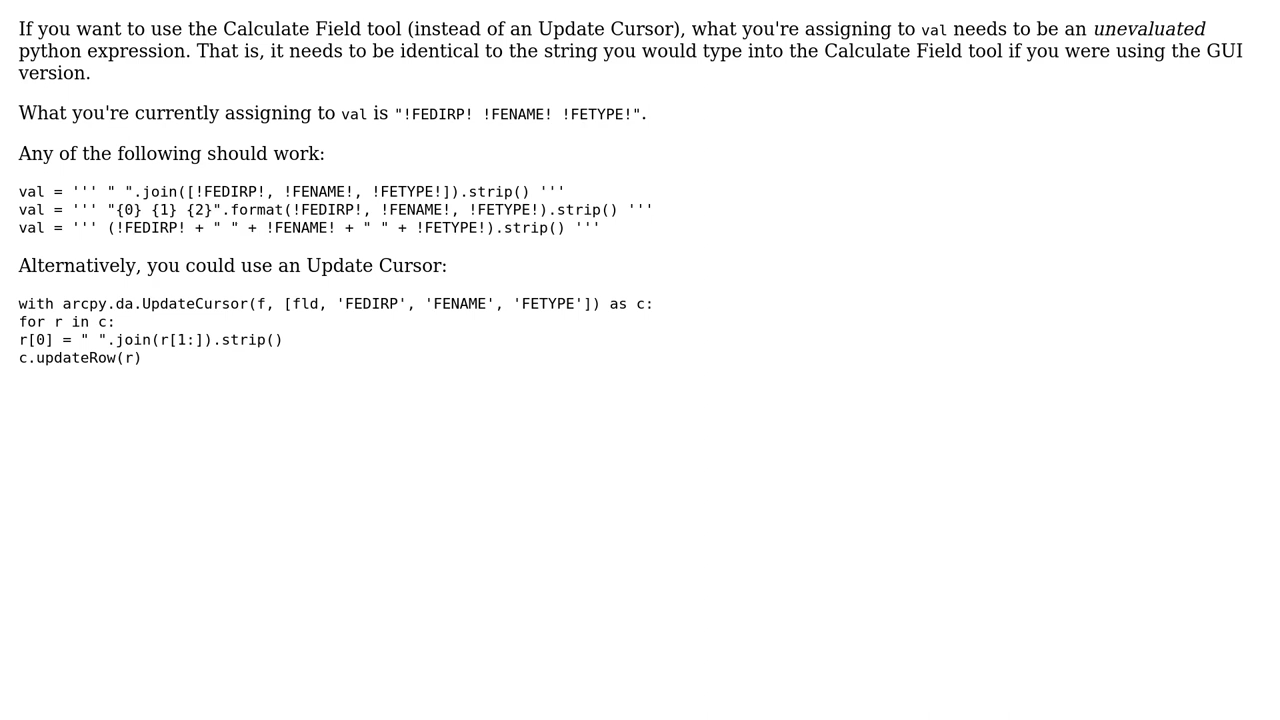 If you want to use the Calculate Field tool (instead of an Update Cursor), what you're assigning to val needs to be an unevaluated
python expression. That is, it needs to be identical to the string you would type into the Calculate Field tool if you were using the GUI
version.
What you're currently assigning to val is "!FEDIRP! !FENAME! !FETYPE!".
Any of the following should work:
val = ''' " ".join([!FEDIRP!, !FENAME!, !FETYPE!]).strip() '''
val = ''' "{0} {1} {2}".format(!FEDIRP!, !FENAME!, !FETYPE!).strip() '''
val = ''' (!FEDIRP! + " " + !FENAME! + " " + !FETYPE!).strip() '''
Alternatively, you could use an Update Cursor:
with arcpy.da.UpdateCursor(f, [fld, 'FEDIRP', 'FENAME', 'FETYPE']) as c:
for r in c:
r[0] = " ".join(r[1:]).strip()
c.updateRow(r)